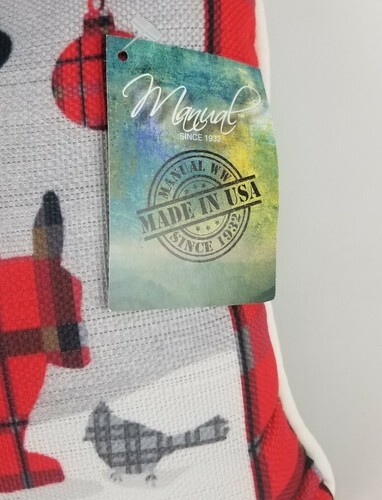 Manual
SINCE 1932
MANUAL WW
MADE IN USA
SINCE 1932